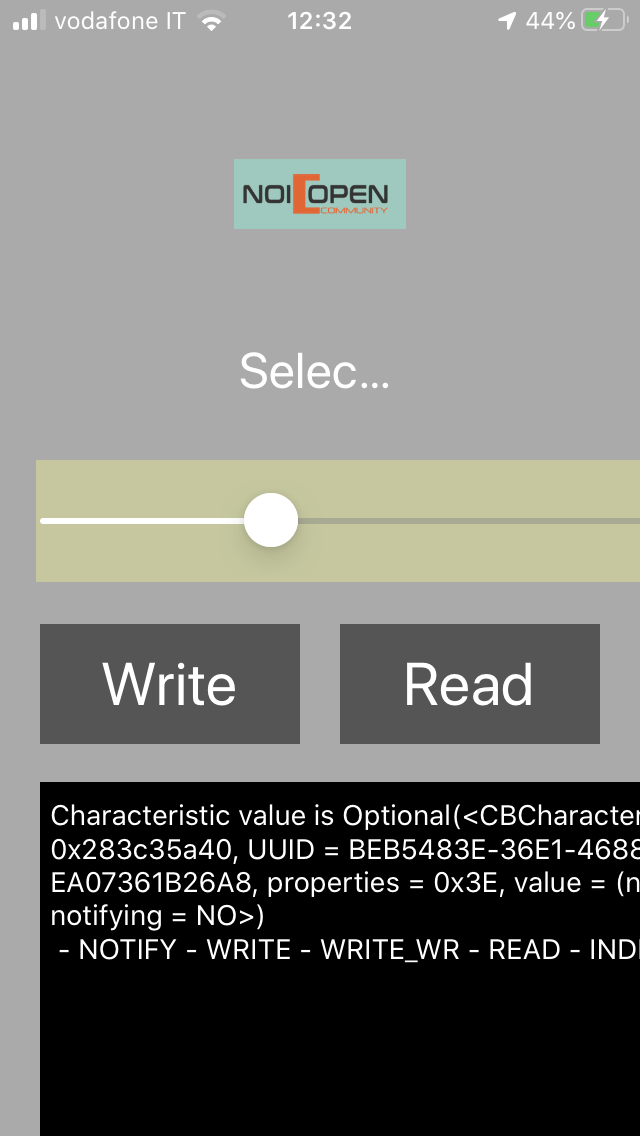 vodafone IT 12:32 44%
NOI OPEN
COMMUNITY
Selec...
Write Read
Characteristic value is Optional(<CBCharacter
0x283c35a40, UUID = BEB5483E-36E1-4688
EA07361B26A8, properties = 0x3E, value = (n
notifying = NO>)
- NOTIFY - WRITE - WRITE_WR - READ - INDI